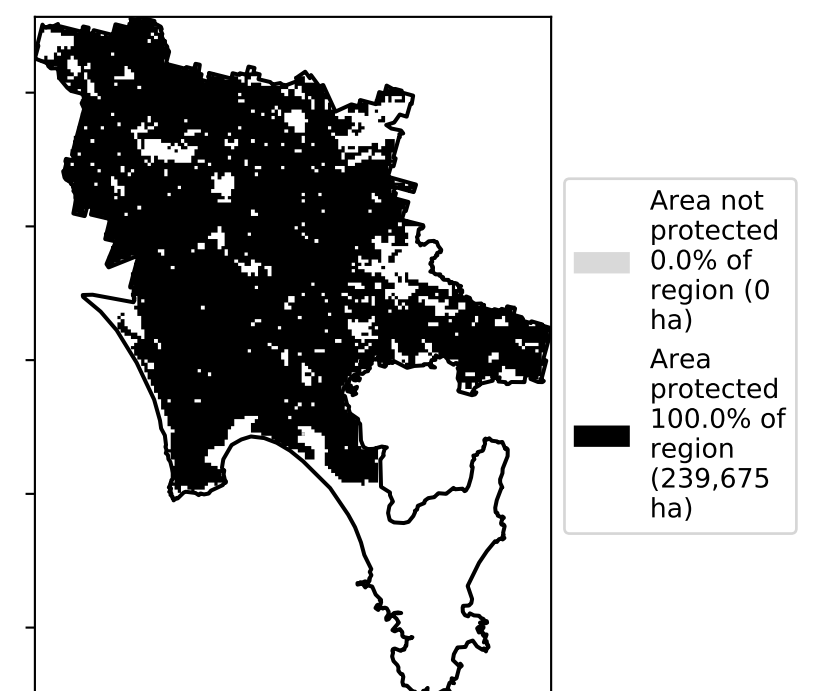 Area not
protected
0.0% of
region (0
ha)
Area
protected
100.0% of
region
(239,675
ha)